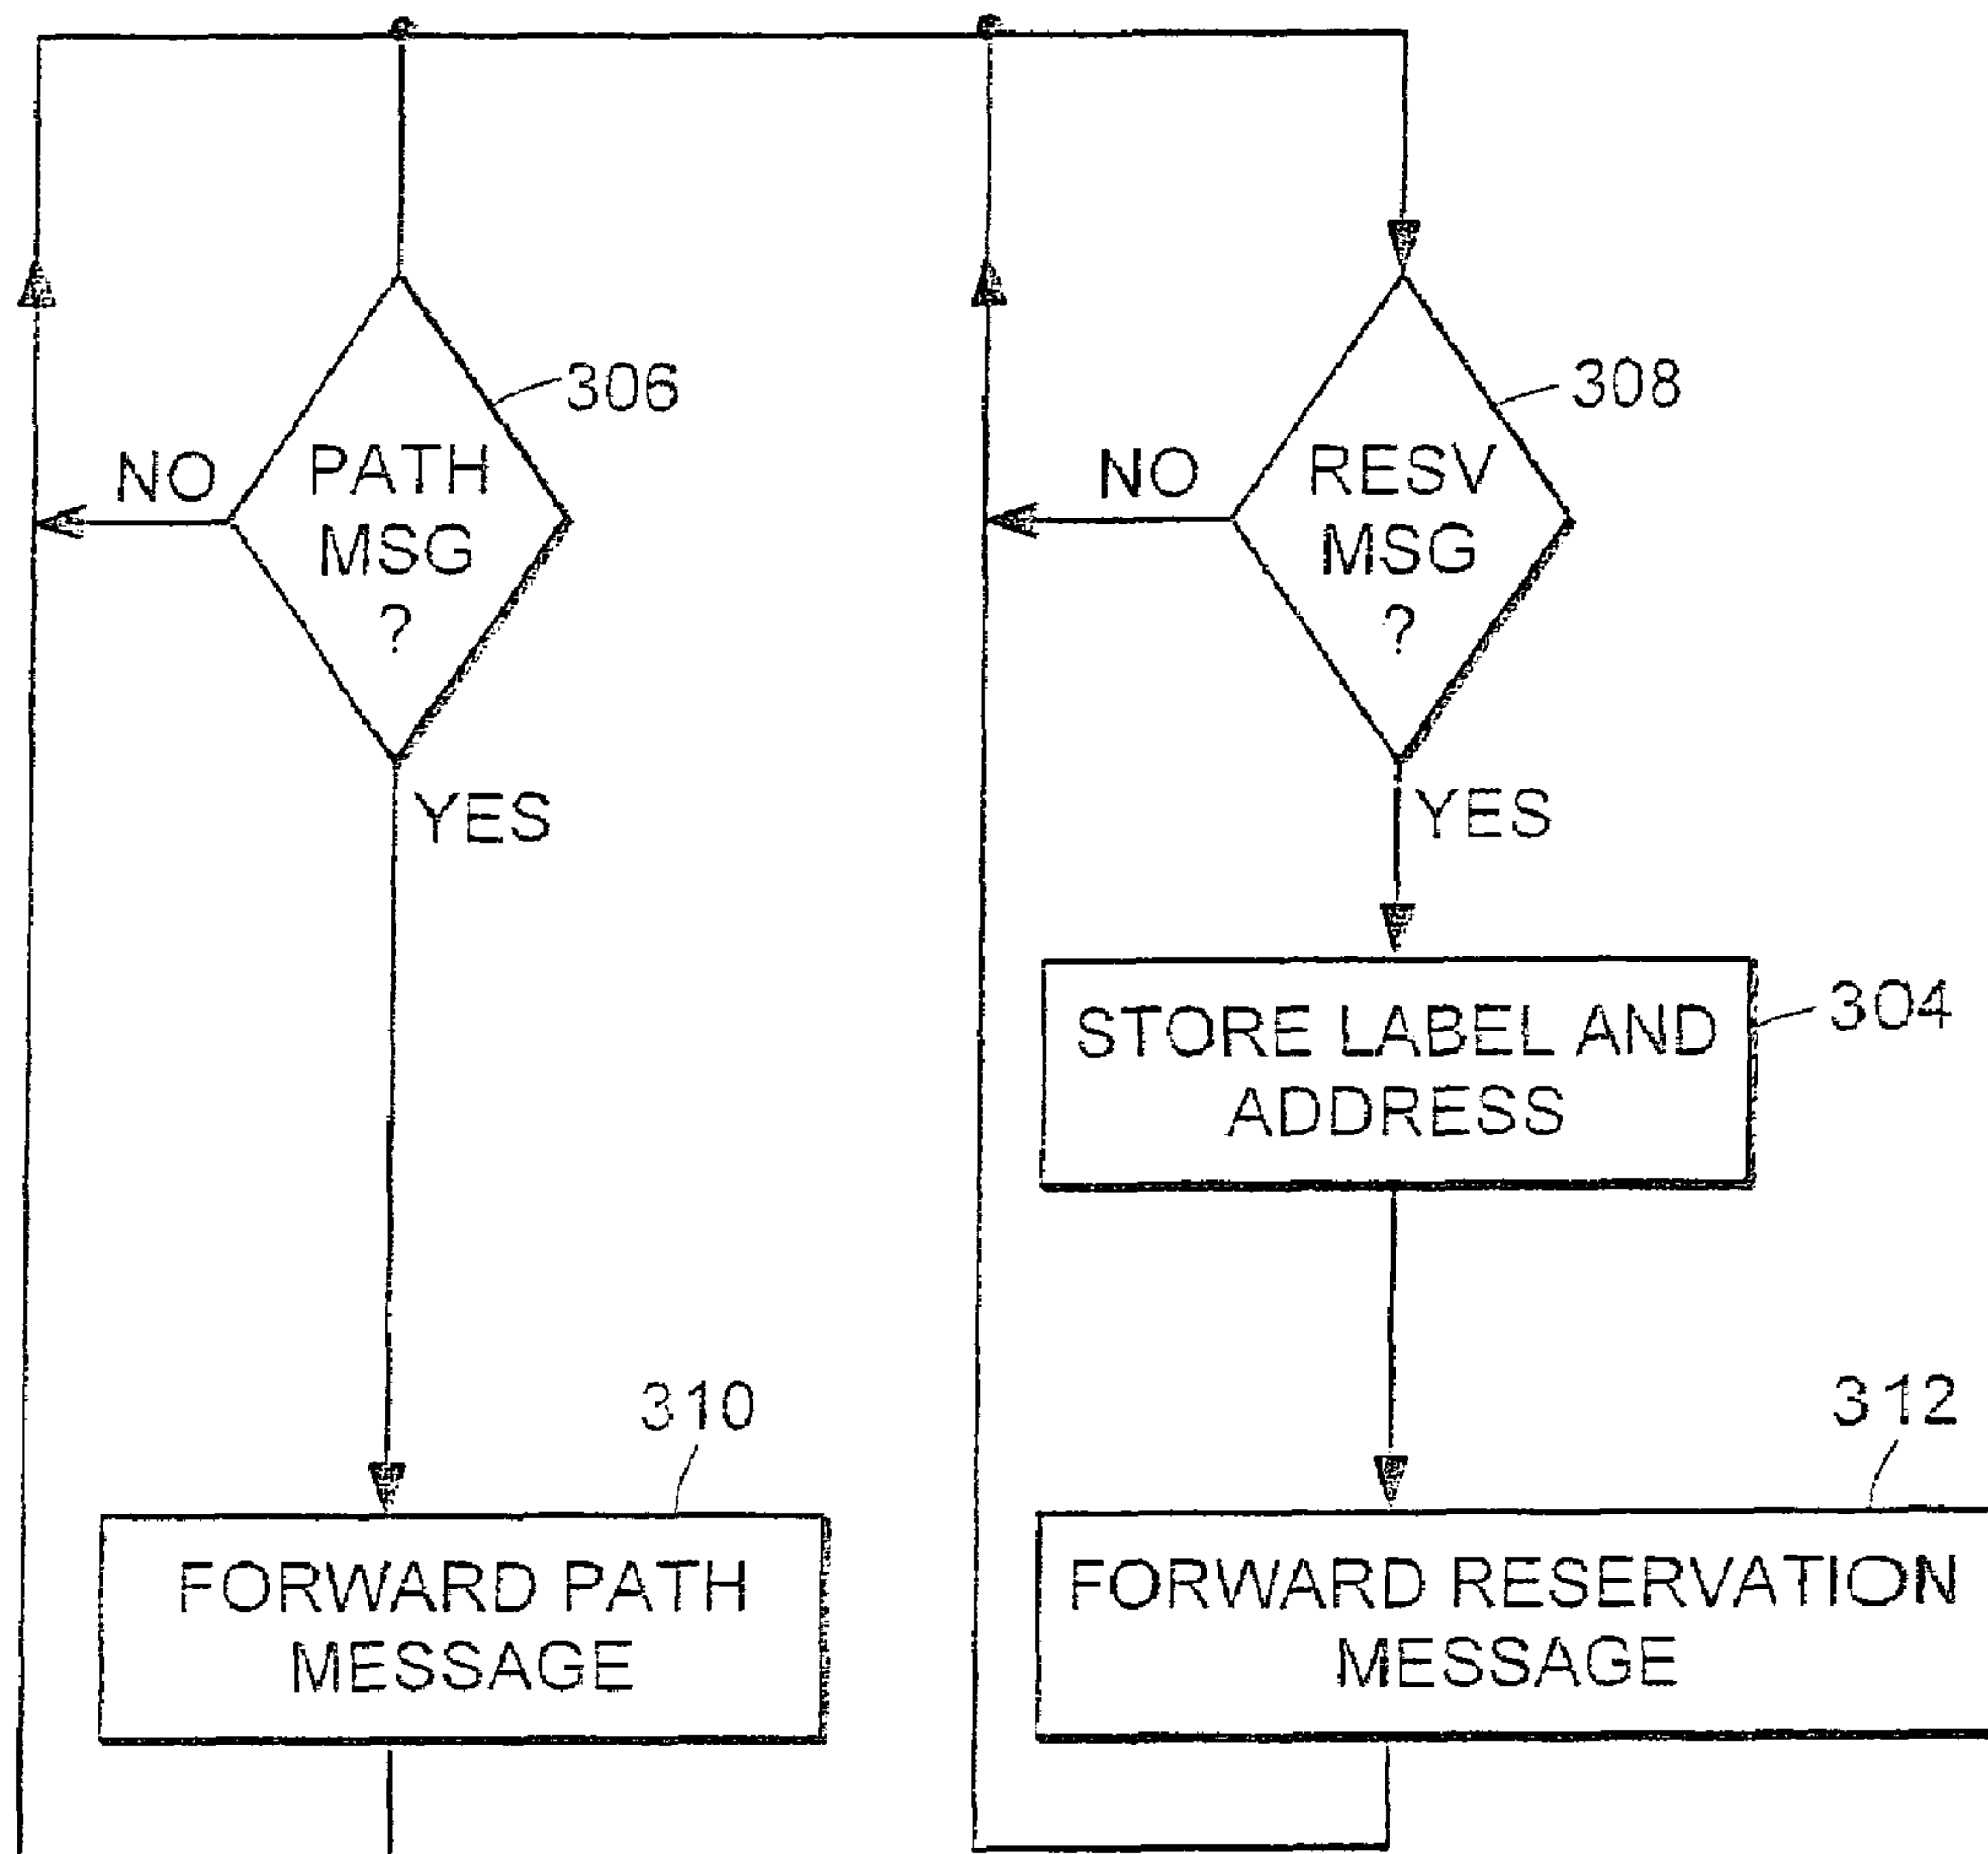 306
NO
PATH
MSG
?
YES
310
FORWARD PATH
MESSAGE
308
NO
RESV
MSG
?
YES
304
STORE LABEL AND
ADDRESS
312
FORWARD RESERVATION
MESSAGE